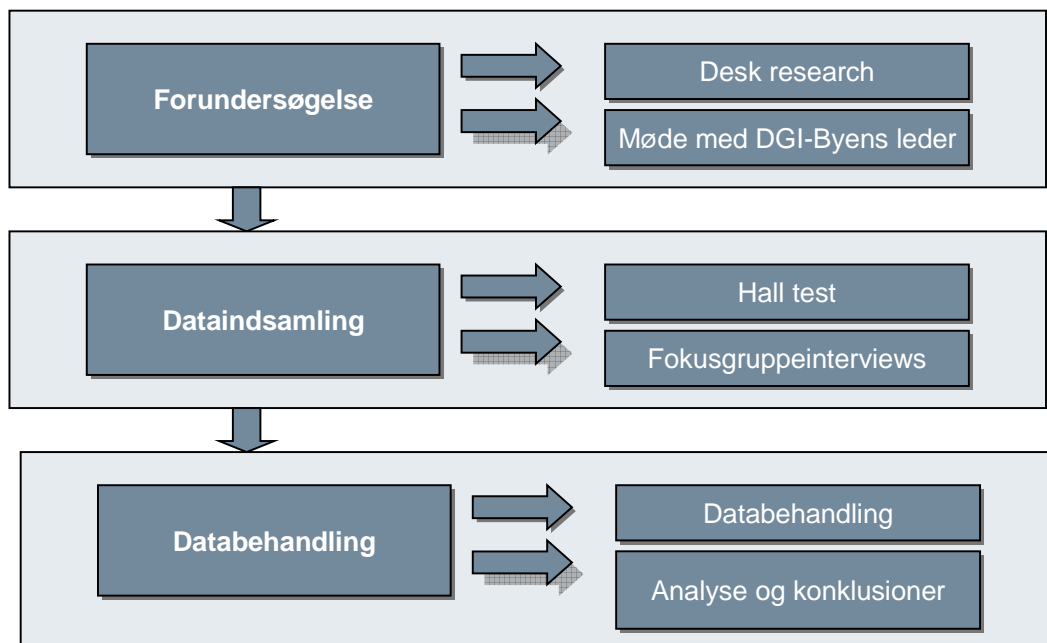 Forundersøgelse
Desk research
Møde med DGI-Byens leder
Dataindsamling
Hall test
Fokusgruppeinterviews
Databehandling
Databehandling
Analyse og konklusioner